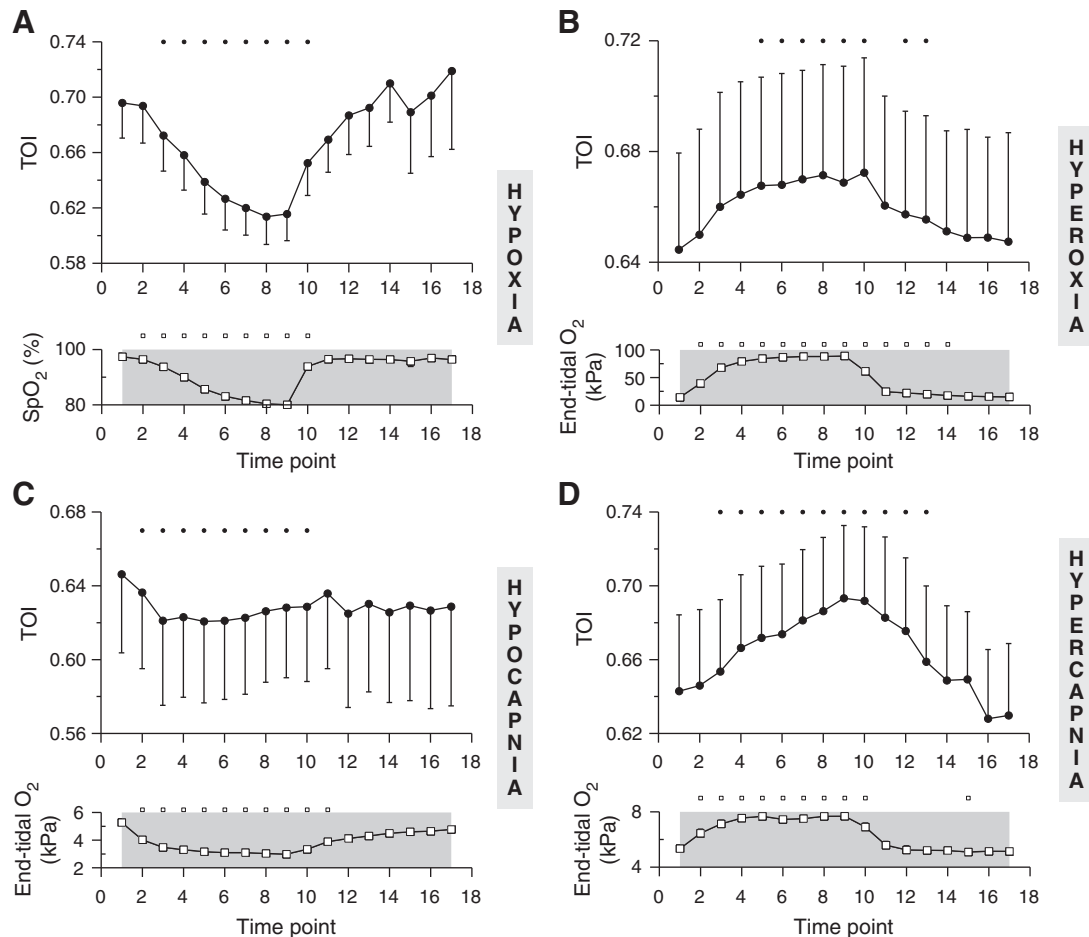 A
0.74
0.70
0.66
0.62
0.58
TOI
0 2 4 6 8 10 12 14 16 18
100
80
SpO2 (%)
0 2 4 6 8 10 12 14 16 18
Time point
HYPOXIA
B
0.72
0.68
0.64
TOI
0 2 4 6 8 10 12 14 16 18
100
50
0
End-tidal O2
(kPa)
0 2 4 6 8 10 12 14 16 18
Time point
HYPEROXIA
C
0.68
0.64
0.60
0.56
TOI
0 2 4 6 8 10 12 14 16 18
6
4
2
End-tidal O2
(kPa)
0 2 4 6 8 10 12 14 16 18
Time point
HYPOCAPNIA
D
0.74
0.70
0.66
0.62
TOI
0 2 4 6 8 10 12 14 16 18
8
4
End-tidal O2
(kPa)
0 2 4 6 8 10 12 14 16 18
Time point
HYPERCAPNIA